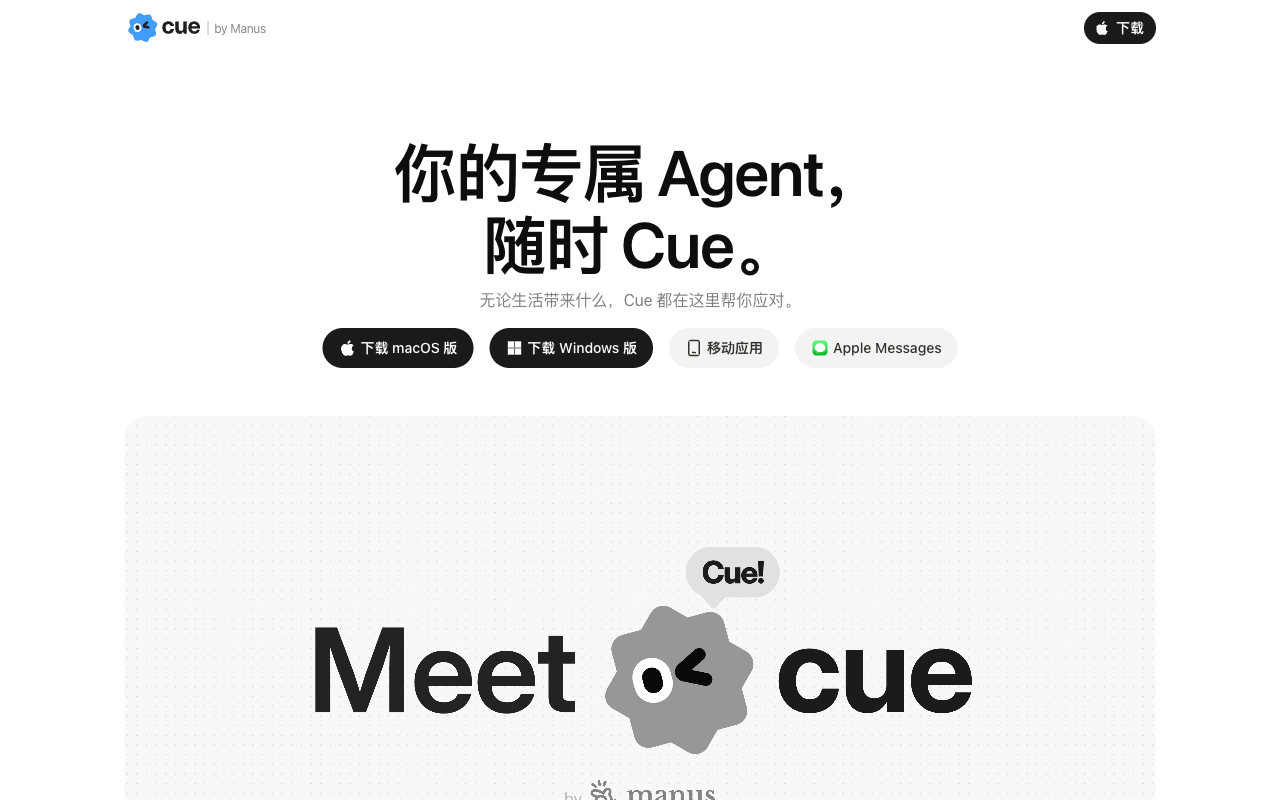 cue | by Manus
下载
你的专属 Agent，
随时 Cue。
无论生活带来什么，Cue 都在这里帮你应对。
下载 macOS 版
下载 Windows 版
移动应用
Apple Messages
Cue!
Meet cue
by manus